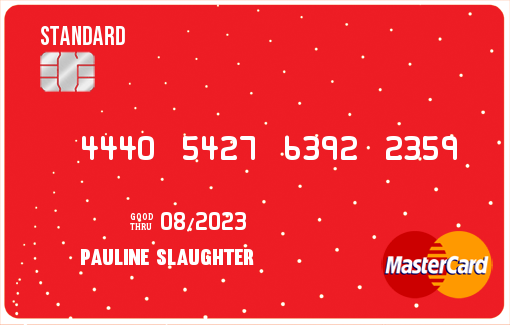 STANDARD
4440 5427 6392 2359
GOOD THRU 08/2023
PAULINE SLAUGHTER
MasterCard